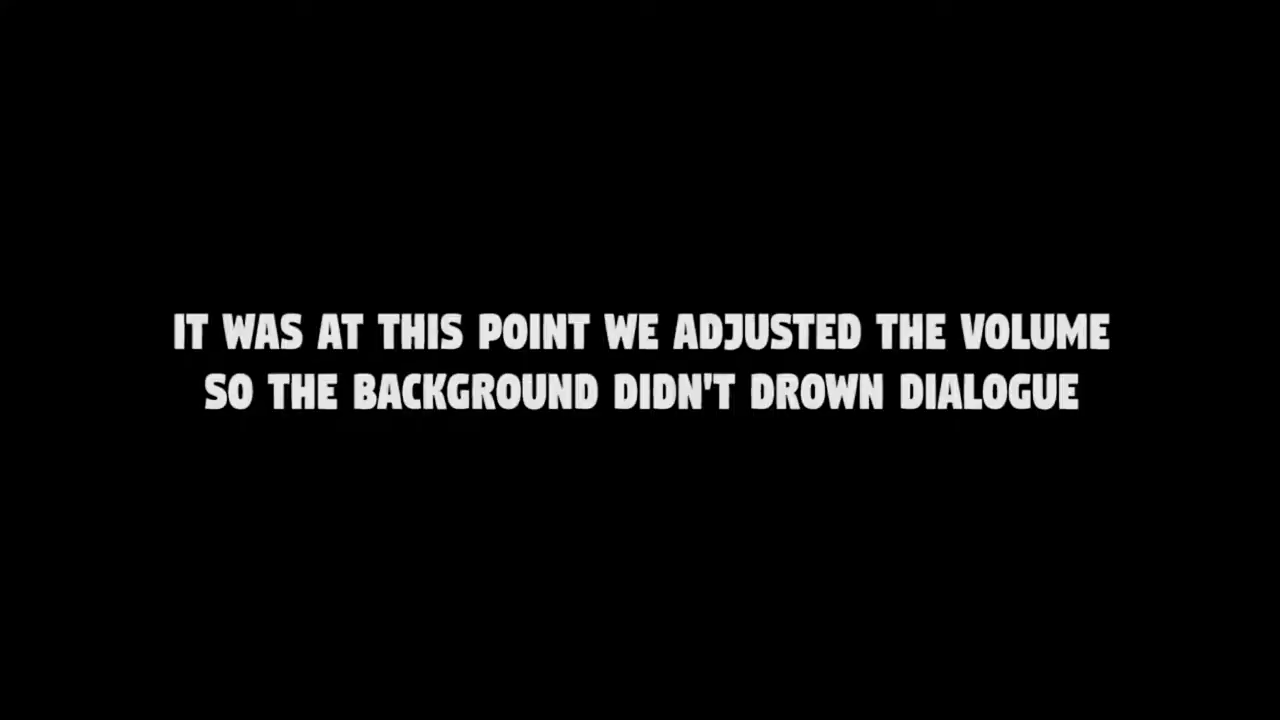 IT WAS AT THIS POINT WE ADJUSTED THE VOLUME
SO THE BACKGROUND DIDN'T DROWN DIALOGUE